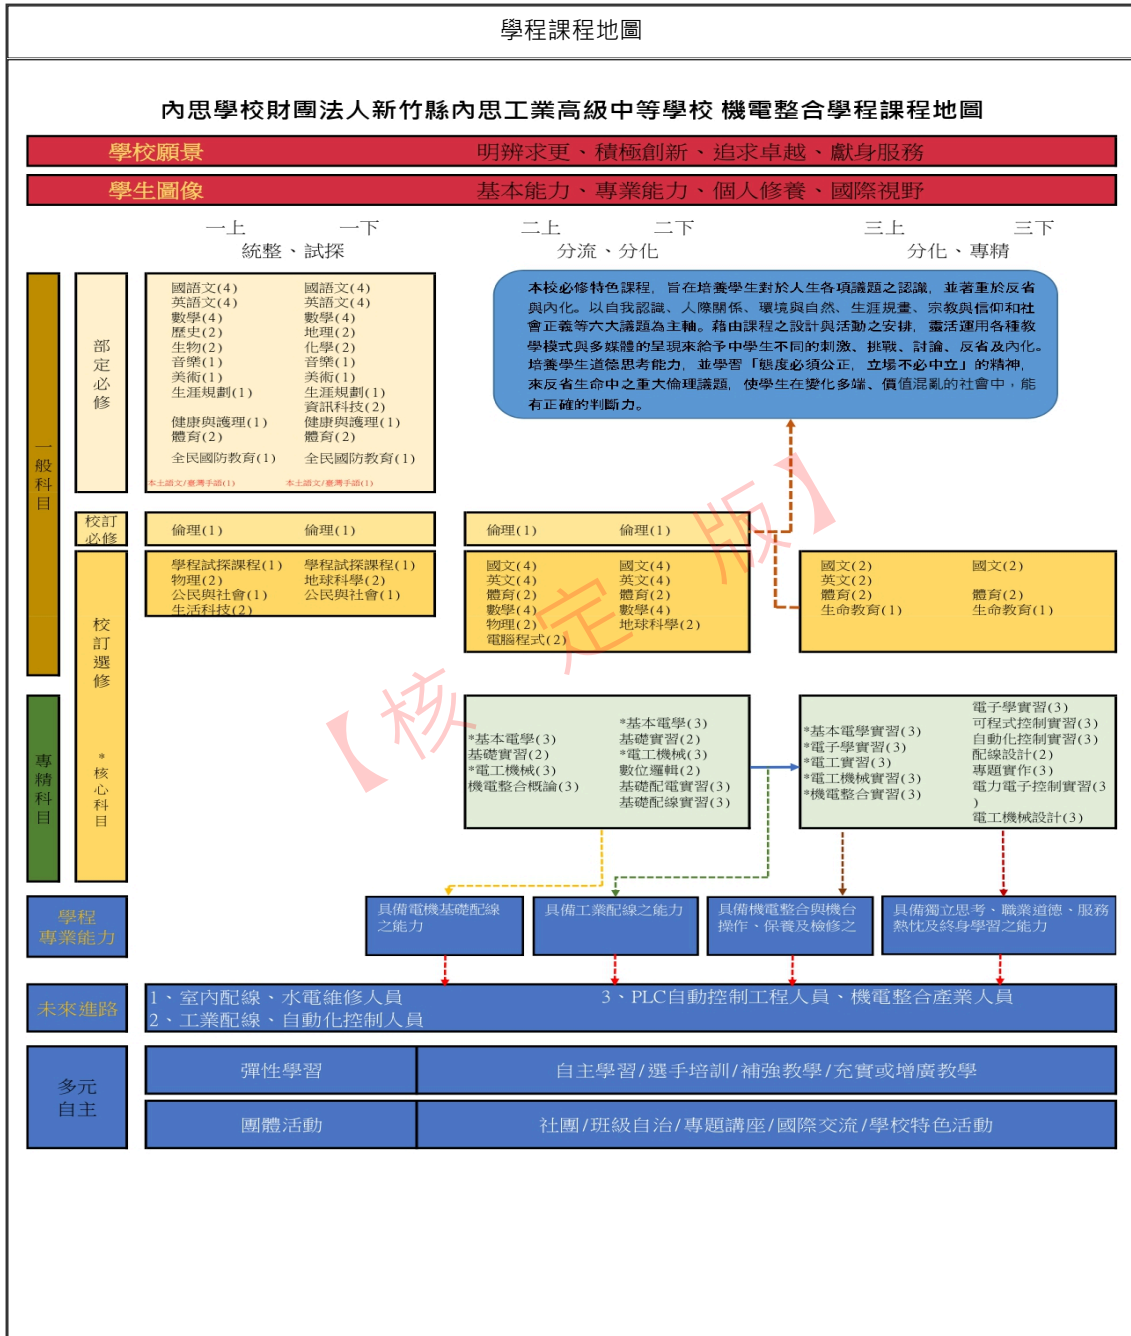 學程課程地圖
內思學校財團法人新竹縣內思工業高級中等學校 機電整合學程課程地圖
學校願景 明辨求更、積極創新、追求卓越、獻身服務
學生圖像 基本能力、專業能力、個人修養、國際視野
一上 一下 二上 二下 三上 三下
統整、試探 分流、分化 分化、專精
一般科目
部定必修
國語文(4) 國語文(4)
英語文(4) 英語文(4)
數學(4) 數學(4)
歷史(2) 地理(2)
生物(2) 化學(2)
音樂(1) 音樂(1)
美術(1) 美術(1)
生涯規劃(1) 生涯規劃(1)
資訊科技(2)
健康與護理(1) 健康與護理(1)
體育(2) 體育(2)
全民國防教育(1) 全民國防教育(1)
本土語文/臺灣手語(1) 本土語文/臺灣手語(1)
本校必修特色課程，旨在培養學生對於人生各項議題之認識，並著重於反省
與內化。以自我認識、人際關係、環境與自然、生涯規畫、宗教與信仰和社
會正義等六大議題為主軸。藉由課程之設計與活動之安排，靈活運用各種教
學模式與多媒體的呈現來給予中學生不同的刺激、挑戰、討論、反省及內化。
培養學生道德思考能力，並學習「態度必須公正，立場不必中立」的精神，
來反省生命中之重大倫理議題，使學生在變化多端、價值混亂的社會中，能
有正確的判斷力。
校訂
必修
倫理(1) 倫理(1) 倫理(1) 倫理(1)
校訂選修
*核心科目
學程試探課程(1) 學程試探課程(1)
物理(2) 地球科學(2)
公民與社會(1) 公民與社會(1)
生活科技(2)
國文(4) 國文(4)
英文(4) 英文(4)
體育(2) 體育(2)
數學(4) 數學(4)
物理(2) 地球科學(2)
電腦程式(2)
國文(2) 國文(2)
英文(2)
體育(2) 體育(2)
生命教育(1) 生命教育(1)
專精科目
*基本電學(3)
基礎實習(2)
*電工機械(3)
機電整合概論(3)
*基本電學(3)
基礎實習(2)
*電工機械(3)
數位邏輯(2)
基礎配電實習(3)
基礎配線實習(3)
*基本電學實習(3)
*電子學實習(3)
*電工實習(3)
*電工機械實習(3)
*機電整合實習(3)
電子學實習(3)
可程式控制實習(3)
自動化控制實習(3)
配線設計(2)
專題實作(3)
電力電子控制實習(3
)
電工機械設計(3)
學程
專業能力
具備電機基礎配線
之能力
具備工業配線之能力
具備機電整合與機台
操作、保養及檢修之
具備獨立思考、職業道德、服務
熱忱及終身學習之能力
未來進路
1、室內配線、水電維修人員 3、PLC自動控制工程人員、機電整合產業人員
2、工業配線、自動化控制人員
多元
自主
彈性學習 自主學習/選手培訓/補強教學/充實或增廣教學
團體活動 社團/班級自治/專題講座/國際交流/學校特色活動
【核定版】